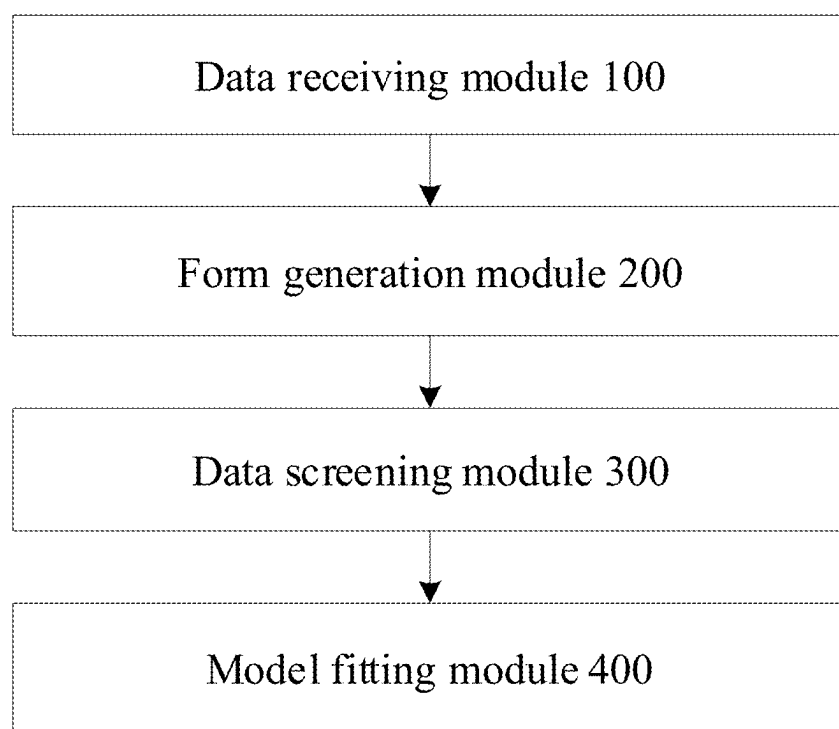 Data receiving module 100
Form generation module 200
Data screening module 300
Model fitting module 400